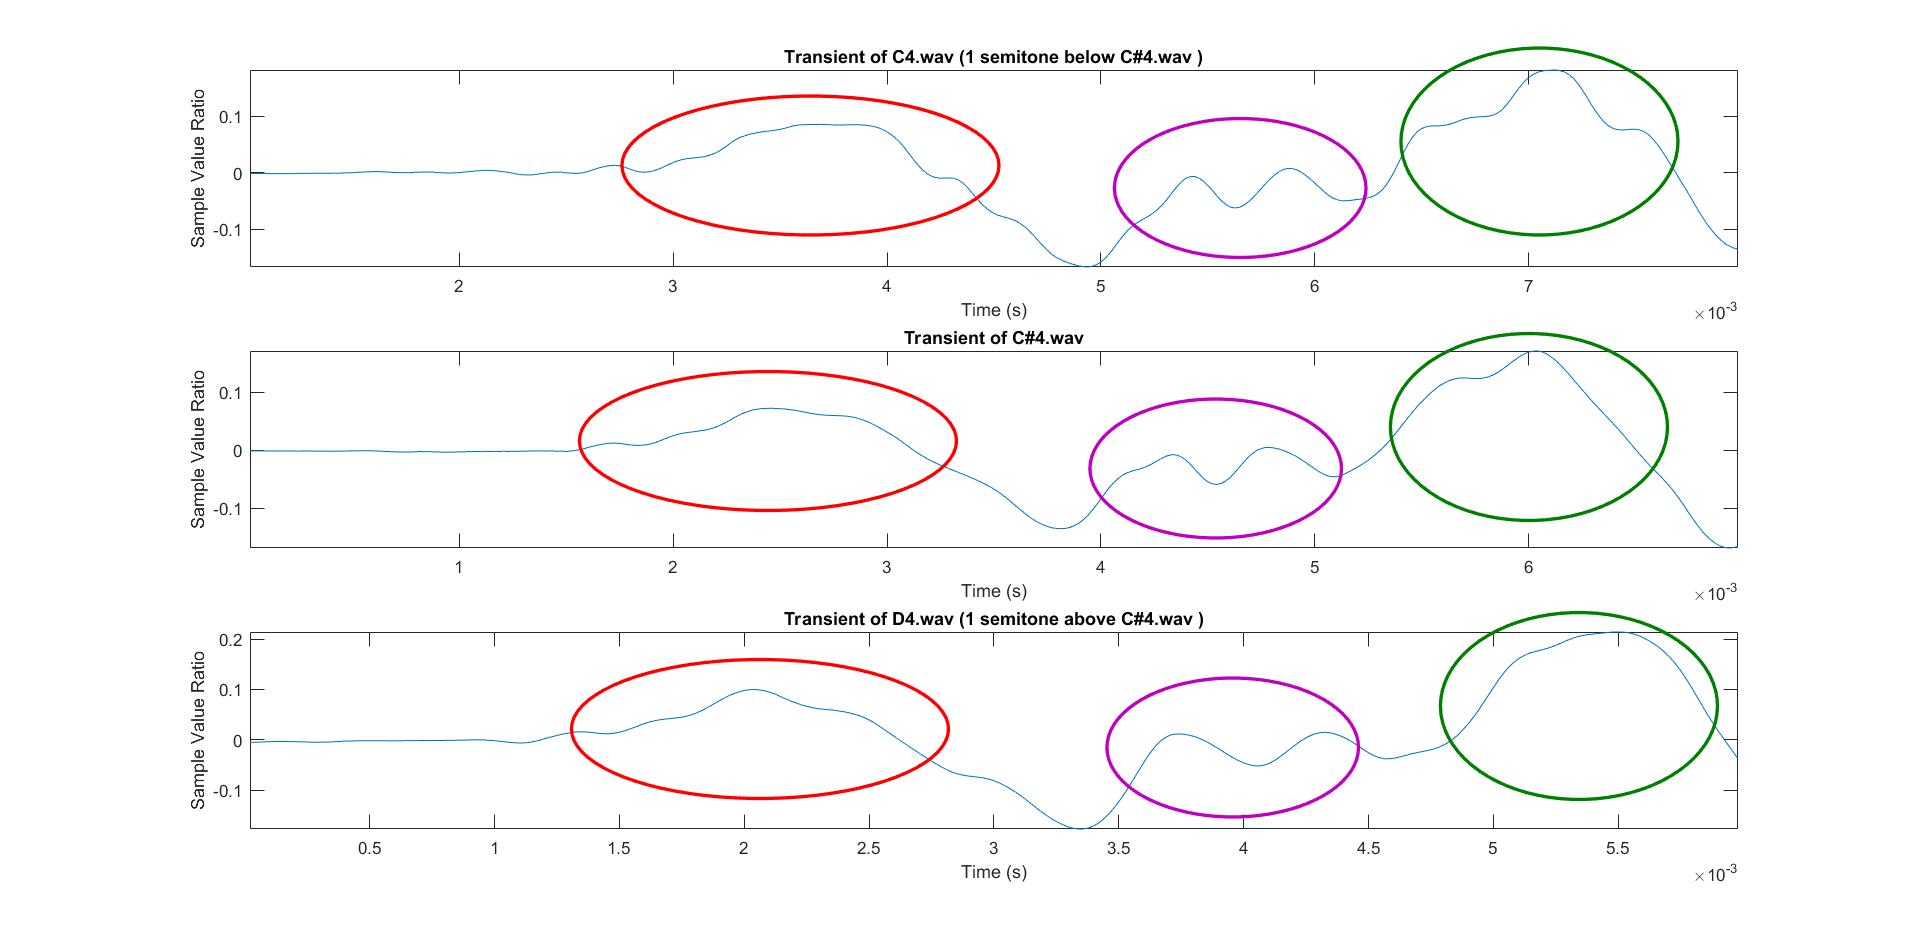 Transient of C4.wav (1 semitone below C#4.wav )
Sample Value Ratio
0.1
0
-0.1
2 3 4 5 6 7
Time (s)
×10-3
Transient of C#4.wav
Sample Value Ratio
0.1
0
-0.1
1 2 3 4 5 6
Time (s)
×10-3
Transient of D4.wav (1 semitone above C#4.wav )
Sample Value Ratio
0.2
0.1
0
-0.1
0.5 1 1.5 2 2.5 3 3.5 4 4.5 5 5.5
Time (s)
×10-3